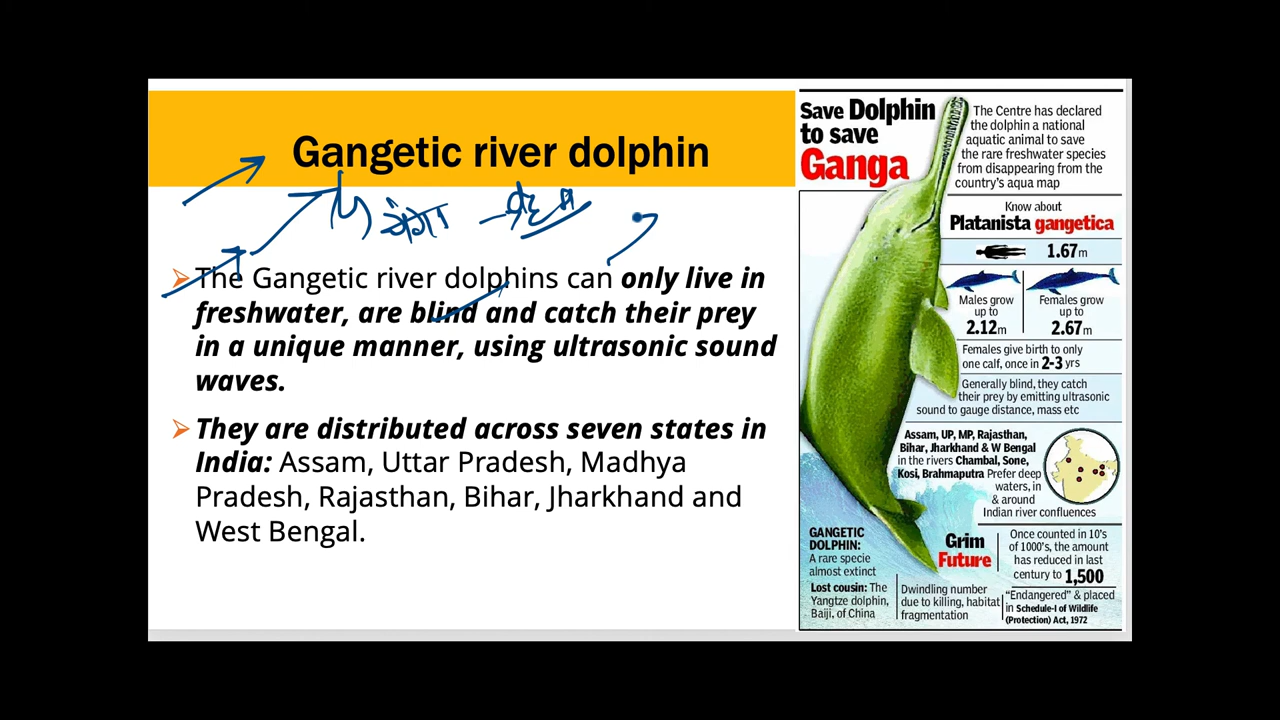 Gangetic river dolphin
➢ The Gangetic river dolphins can only live in
freshwater, are blind and catch their prey
in a unique manner, using ultrasonic sound
waves.
➢ They are distributed across seven states in
India: Assam, Uttar Pradesh, Madhya
Pradesh, Rajasthan, Bihar, Jharkhand and
West Bengal.
Save Dolphin
to save
Ganga
The Centre has declared
the dolphin a national
aquatic animal to save
the rare freshwater species
from disappearing from the
country's aqua map
Know about
Platanista gangetica
1.67m
Males grow
up to
2.12m
Females grow
up to
2.67m
Females give birth to only
one calf, once in 2-3 yrs
Generally blind, they catch
their prey by emitting ultrasonic
sound to gauge distance, mass etc
Assam, UP, MP, Rajasthan,
Bihar, Jharkhand & W Bengal
in the rivers Chambal, Sone,
Kosi, Brahmaputra Prefer deep
waters, in
& around
Indian river confluences
GANGETIC
DOLPHIN:
A rare specie
almost extinct
Lost cousin: The
Yangtze dolphin,
Baiji, of China
Grim
Future
Once counted in 10's
of 1000's, the amount
has reduced in last
century to 1,500
Dwindling number
due to killing, habitat
fragmentation
"Endangered" & placed
in Schedule-I of Wildlife
(Protection) Act, 1972